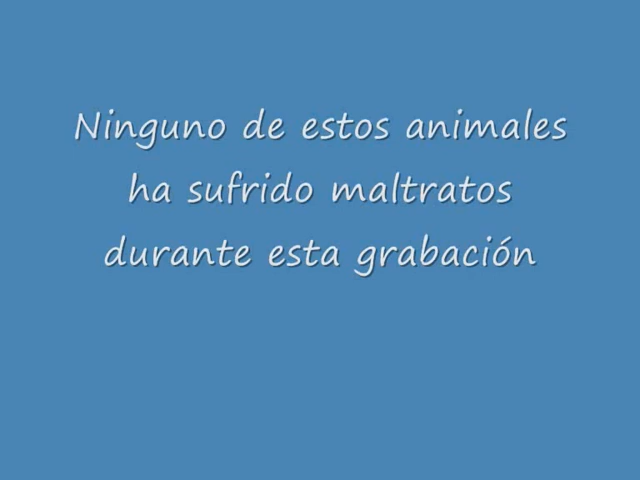 Ninguno de estos animales
ha sufrido maltratos
durante esta grabación